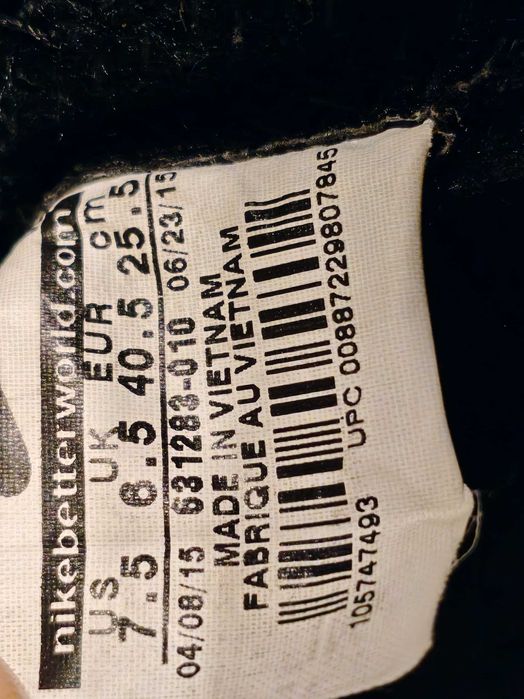 nikebetterworld.com
US UK EUR cm
7.5 6.5 40.5 25.5
04/08/15 631283-010 06/23/15
MADE IN VIETNAM
FABRIQUE AU VIETNAM
105747493 UPC 00887229807845